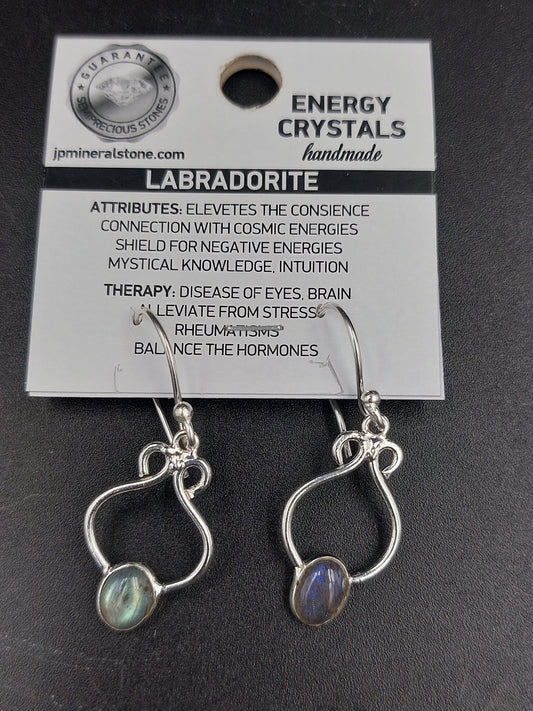 GUARANTEE
SEMIPRECIOUS STONES
jpmineralstone.com
ENERGY
CRYSTALS
handmade
LABRADORITE
ATTRIBUTES: ELEVETES THE CONSIENCE
CONNECTION WITH COSMIC ENERGIES
SHIELD FOR NEGATIVE ENERGIES
MYSTICAL KNOWLEDGE, INTUITION
THERAPY: DISEASE OF EYES, BRAIN
ALLEVIATE FROM STRESS
RHEUMATISMS
BALANCE THE HORMONES